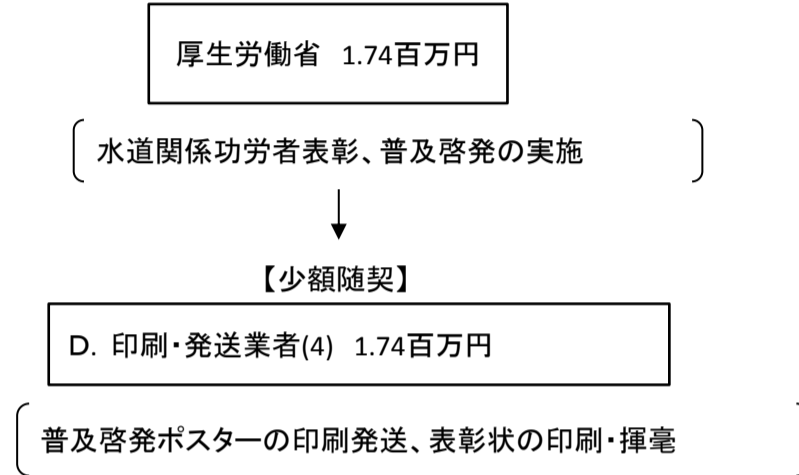 厚生労働省 1.74百万円
水道関係功労者表彰、普及啓発の実施
【少額随契】
D. 印刷・発送業者(4) 1.74百万円
普及啓発ポスターの印刷発送、表彰状の印刷・揮毫